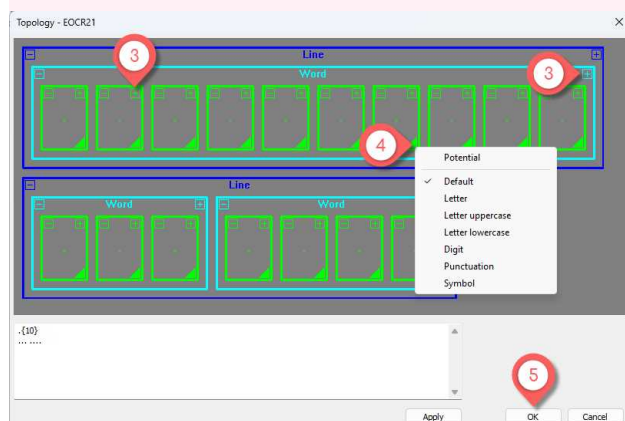 Topology - EOCR21
Line
3
Word
3
4
Potential
Default
Letter
Letter uppercase
Letter lowercase
Digit
Punctuation
Symbol
Line
Word
Word
.{10}
... ....
5
Apply
OK
Cancel